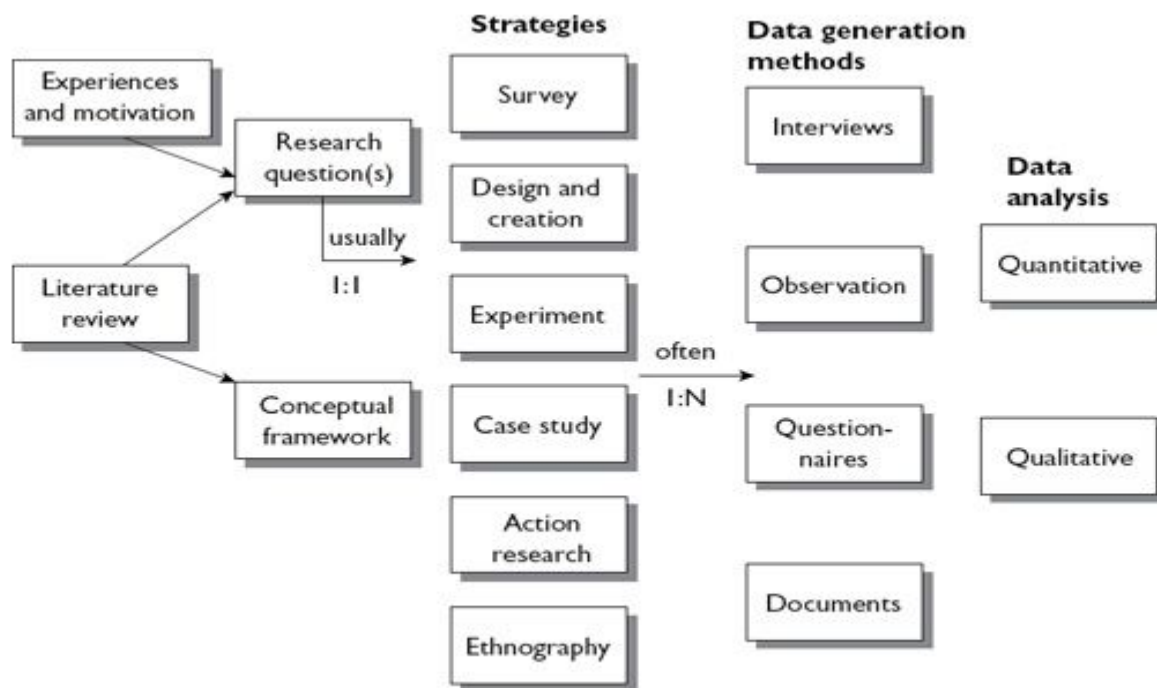 Experiences
and motivation
Literature
review
Research
question(s)
usually
1:1
Conceptual
framework
Strategies
Survey
Design and
creation
Experiment
Case study
Action
research
Ethnography
often
1:N
Data generation
methods
Interviews
Observation
Question-
naires
Documents
Data
analysis
Quantitative
Qualitative